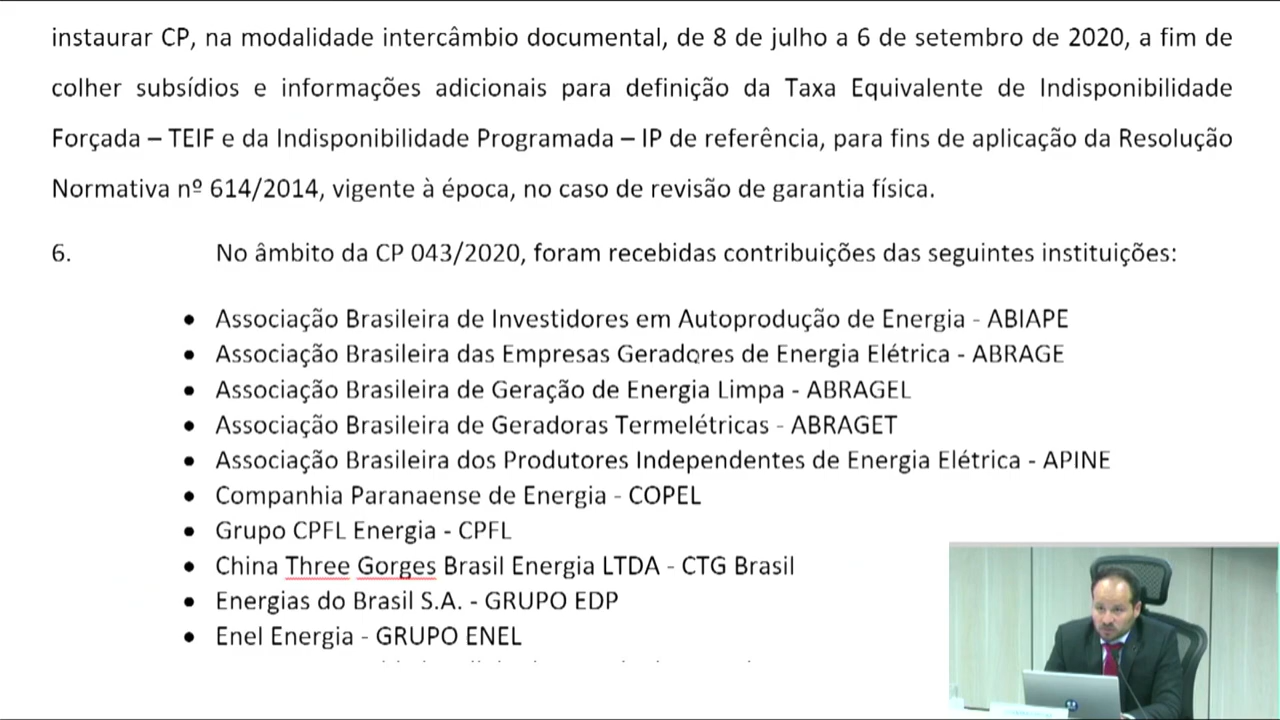 instaurar CP, na modalidade intercâmbio documental, de 8 de julho a 6 de setembro de 2020, a fim de
colher subsídios e informações adicionais para definição da Taxa Equivalente de Indisponibilidade
Forçada – TEIF e da Indisponibilidade Programada – IP de referência, para fins de aplicação da Resolução
Normativa nº 614/2014, vigente à época, no caso de revisão de garantia física.
6. No âmbito da CP 043/2020, foram recebidas contribuições das seguintes instituições:
• Associação Brasileira de Investidores em Autoprodução de Energia - ABIAPE
• Associação Brasileira das Empresas Geradores de Energia Elétrica - ABRAGE
• Associação Brasileira de Geração de Energia Limpa - ABRAGEL
• Associação Brasileira de Geradoras Termelétricas - ABRAGET
• Associação Brasileira dos Produtores Independentes de Energia Elétrica - APINE
• Companhia Paranaense de Energia - COPEL
• Grupo CPFL Energia - CPFL
• China Three Gorges Brasil Energia LTDA - CTG Brasil
• Energias do Brasil S.A. - GRUPO EDP
• Enel Energia - GRUPO ENEL